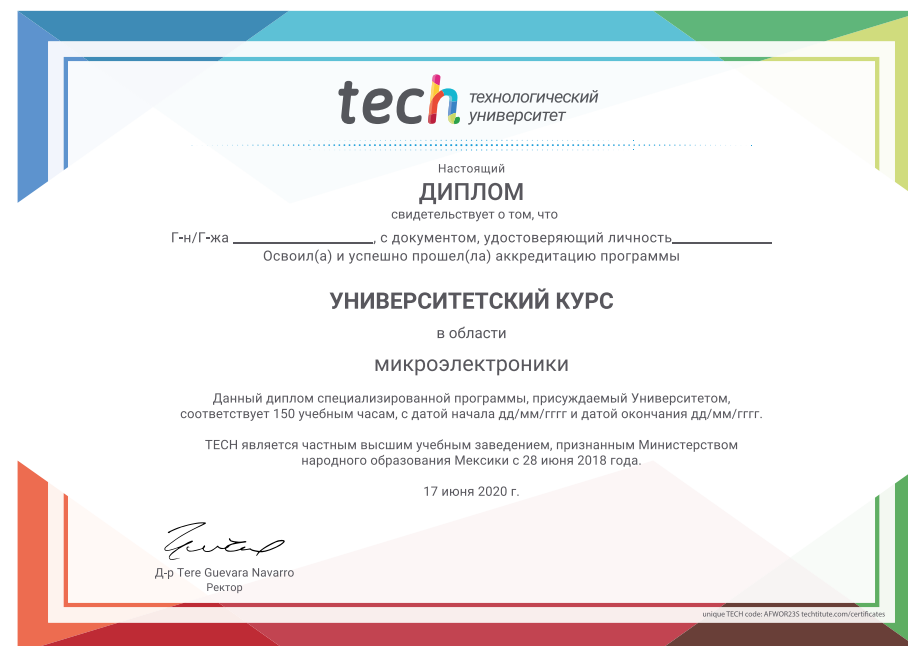 tech технологический
университет
Настоящий
ДИПЛОМ
свидетельствует о том, что
Г-н/Г-жа ____________________, с документом, удостоверяющий личность______________
Освоил(а) и успешно прошел(ла) аккредитацию программы
УНИВЕРСИТЕТСКИЙ КУРС
в области
микроэлектроники
Данный диплом специализированной программы, присуждаемый Университетом,
соответствует 150 учебным часам, с датой начала дд/мм/гггг и датой окончания дд/мм/гггг.
TECH является частным высшим учебным заведением, признанным Министерством
народного образования Мексики с 28 июня 2018 года.
17 июня 2020 г.
Д-р Tere Guevara Navarro
Ректор
unique TECH code: AFWOR23S techtitute.com/certificates